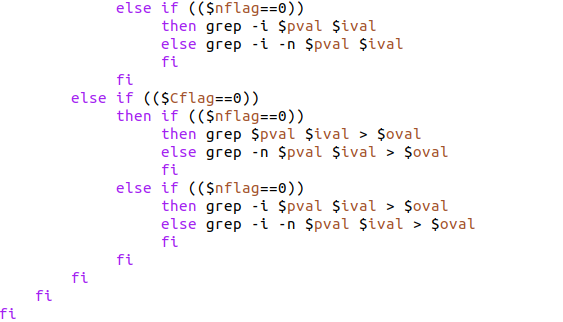 else if (($nflag==0))
then grep -i $pval $ival
else grep -i -n $pval $ival
fi
fi
else if (($Cflag==0))
then if (($nflag==0))
then grep $pval $ival > $oval
else grep -n $pval $ival > $oval
fi
else if (($nflag==0))
then grep -i $pval $ival > $oval
else grep -i -n $pval $ival > $oval
fi
fi
fi
fi
fi